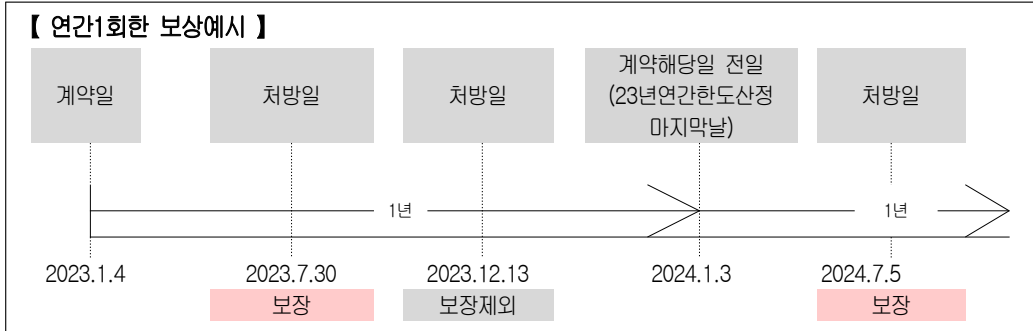 【 연간1회한 보상예시 】
계약일
처방일
처방일
계약해당일 전일
(23년연간한도산정
마지막날)
처방일
1년
1년
2023.1.4
2023.7.30
2023.12.13
2024.1.3
2024.7.5
보장
보장제외
보장